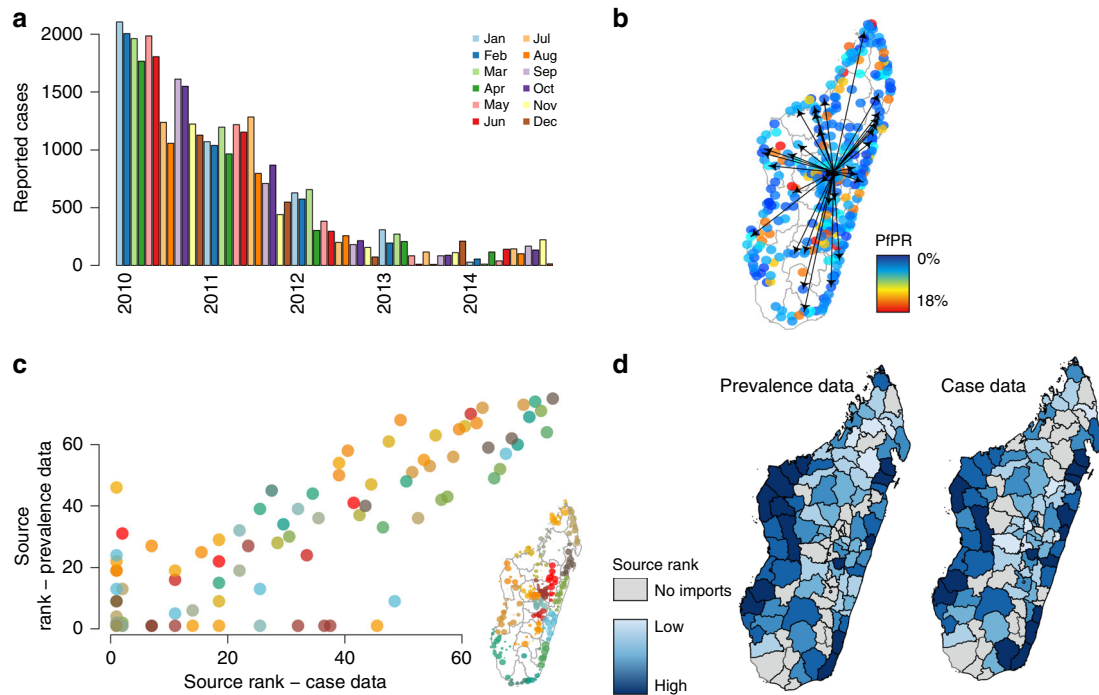 a
Reported cases
2000
1500
1000
500
0
2010
2011
2012
2013
2014
Jan
Feb
Mar
Apr
May
Jun
Jul
Aug
Sep
Oct
Nov
Dec
b
PfPR
0%
18%
c
Source
rank – prevalence data
60
40
20
0
0
20
40
60
Source rank – case data
d
Prevalence data
Case data
Source rank
No imports
Low
High